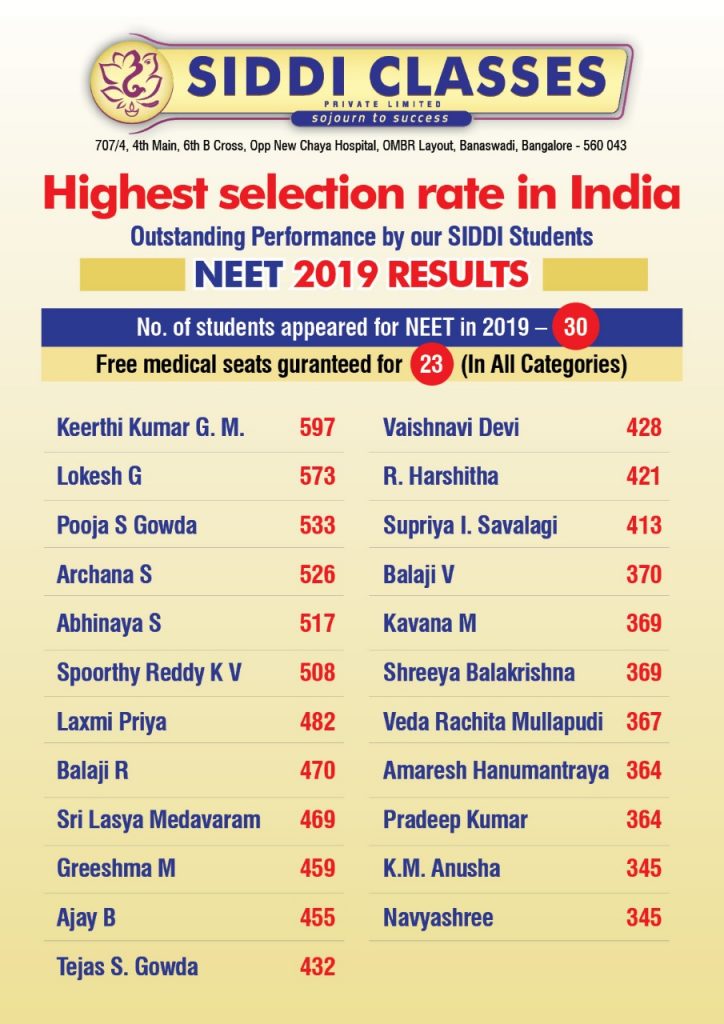 SIDDI CLASSES
PRIVATE LIMITED
sojourn to success
707/4, 4th Main, 6th B Cross, Opp New Chaya Hospital, OMBR Layout, Banaswadi, Bangalore - 560 043
Highest selection rate in India
Outstanding Performance by our SIDDI Students
NEET 2019 RESULTS
No. of students appeared for NEET in 2019 – 30
Free medical seats guranteed for 23 (In All Categories)
Keerthi Kumar G. M. 597
Lokesh G 573
Pooja S Gowda 533
Archana S 526
Abhinaya S 517
Spoorthy Reddy K V 508
Laxmi Priya 482
Balaji R 470
Sri Lasya Medavaram 469
Greeshma M 459
Ajay B 455
Tejas S. Gowda 432
Vaishnavi Devi 428
R. Harshitha 421
Supriya I. Savalagi 413
Balaji V 370
Kavana M 369
Shreeya Balakrishna 369
Veda Rachita Mullapudi 367
Amaresh Hanumantraya 364
Pradeep Kumar 364
K.M. Anusha 345
Navyashree 345